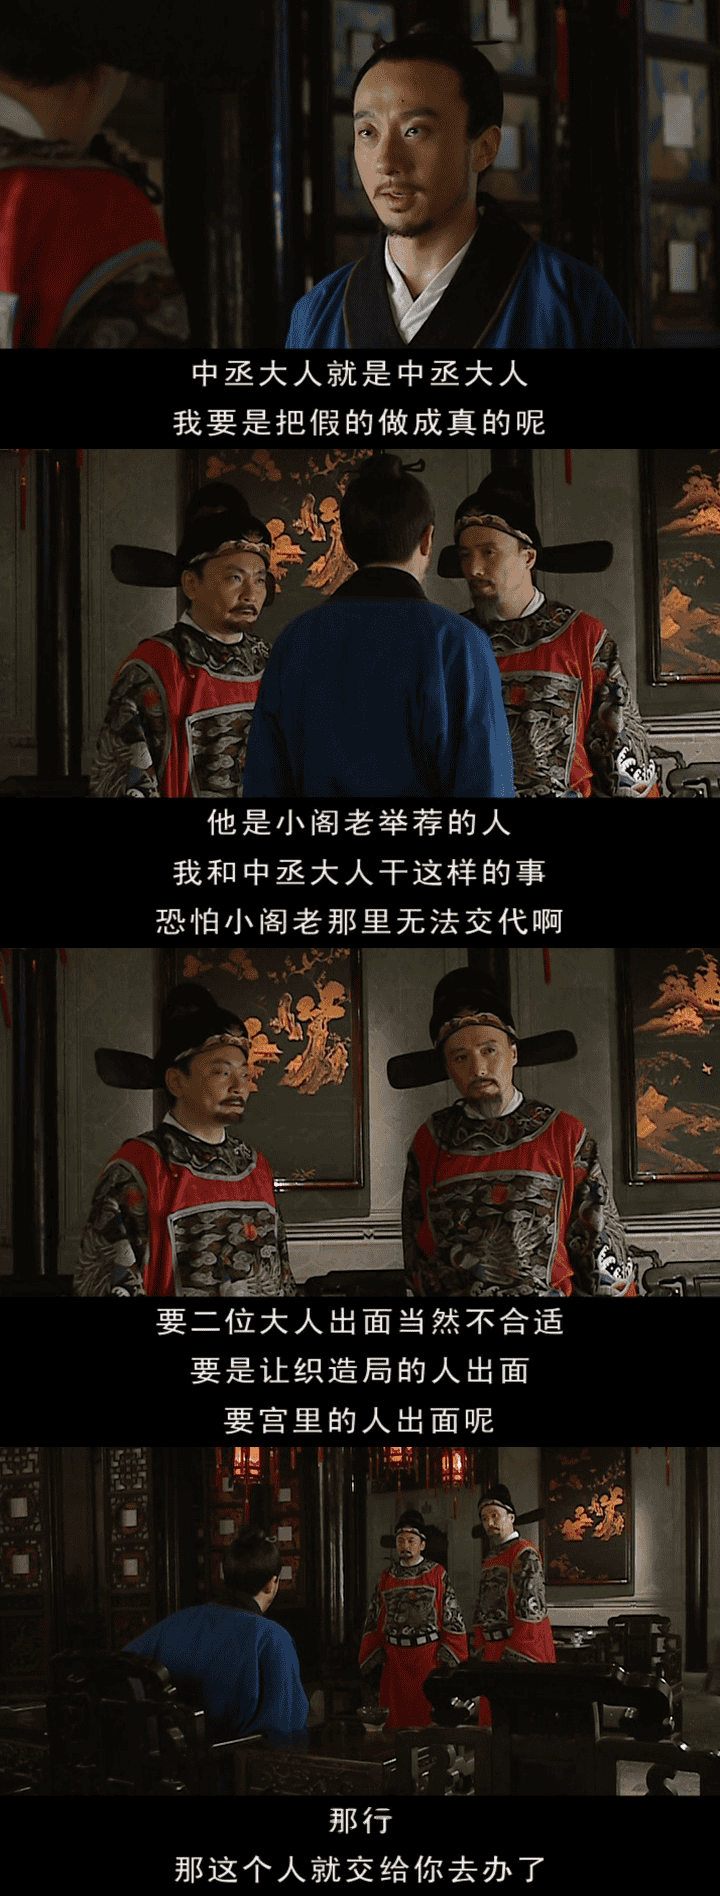 中丞大人就是中丞大人
我要是把假的做成真的呢
他是小阁老举荐的人
我和中丞大人干这样的事
恐怕小阁老那里无法交代啊
要二位大人出面当然不合适
要是让织造局的人出面
要宫里的人出面呢
那行
那这个人就交给你去办了